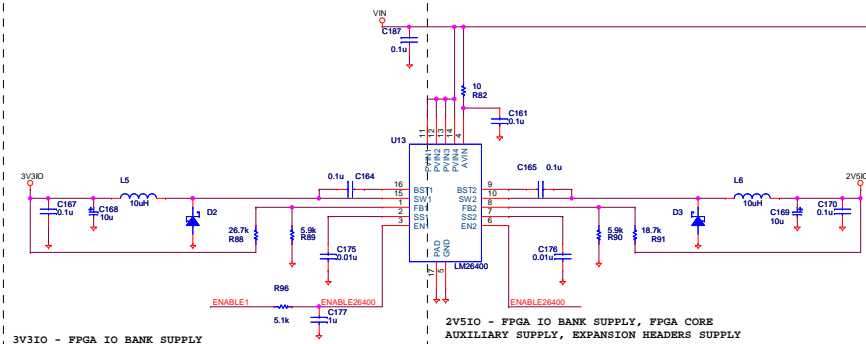 VIN
C187
0.1u
10
R82
C161
0.1u
U13
11
12
13
14
4
PVIN1
PVIN2
PVIN3
PVIN4
AVIN
3V3IO
L5
10uH
0.1u C164
C165 0.1u
L6
10uH
2V5IO
C167
0.1u
C168
10u
D2
16 BST1
15 SW1
1 FB1
2 SS1
3 EN1
BST2 9
SW2 10
FB2 8
SS2 7
EN2 6
D3
C169
10u
C170
0.1u
26.7k
R88
5.9k
R89
C175
0.01u
PAD
GND
17
5
LM26400
C176
0.01u
5.9k
R90
18.7k
R91
ENABLE1
R96
5.1k
ENABLE26400
ENABLE26400
C177
1u
3V3IO - FPGA IO BANK SUPPLY
2V5IO - FPGA IO BANK SUPPLY, FPGA CORE
AUXILIARY SUPPLY, EXPANSION HEADERS SUPPLY